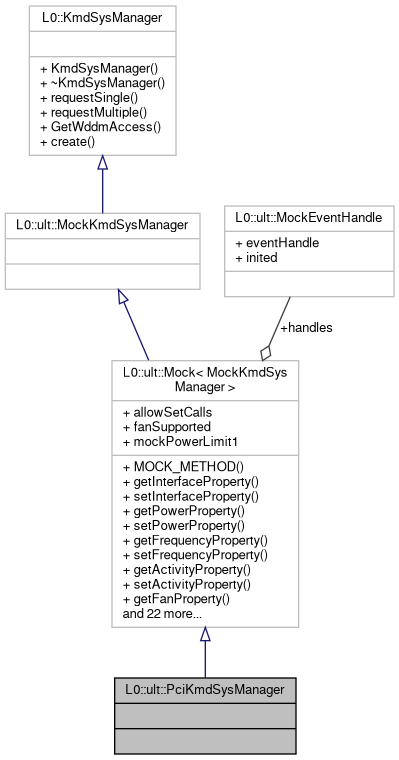 L0::KmdSysManager
+ KmdSysManager()
+ ~KmdSysManager()
+ requestSingle()
+ requestMultiple()
+ GetWddmAccess()
+ create()
L0::ult::MockKmdSysManager
L0::ult::MockEventHandle
+ eventHandle
+ inited
+handles
L0::ult::Mock< MockKmdSys
Manager >
+ allowSetCalls
+ fanSupported
+ mockPowerLimit1
+ MOCK_METHOD()
+ getInterfaceProperty()
+ setInterfaceProperty()
+ getPowerProperty()
+ setPowerProperty()
+ getFrequencyProperty()
+ setFrequencyProperty()
+ getActivityProperty()
+ setActivityProperty()
+ getFanProperty()
and 22 more...
L0::ult::PciKmdSysManager